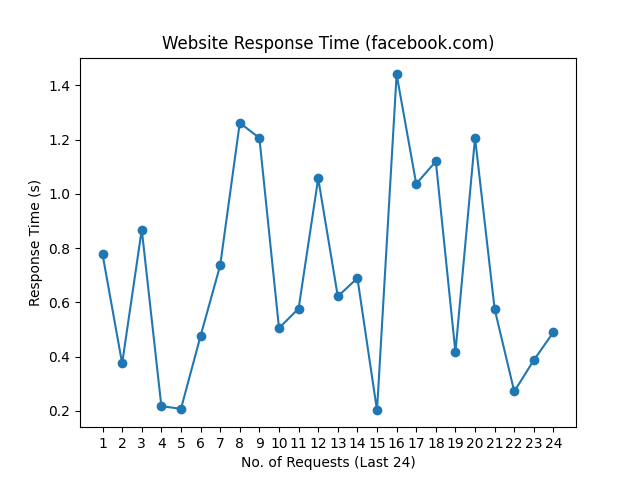 Website Response Time (facebook.com)
Response Time (s)
1.4
1.2
1.0
0.8
0.6
0.4
0.2
1 2 3 4 5 6 7 8 9 10 11 12 13 14 15 16 17 18 19 20 21 22 23 24
No. of Requests (Last 24)